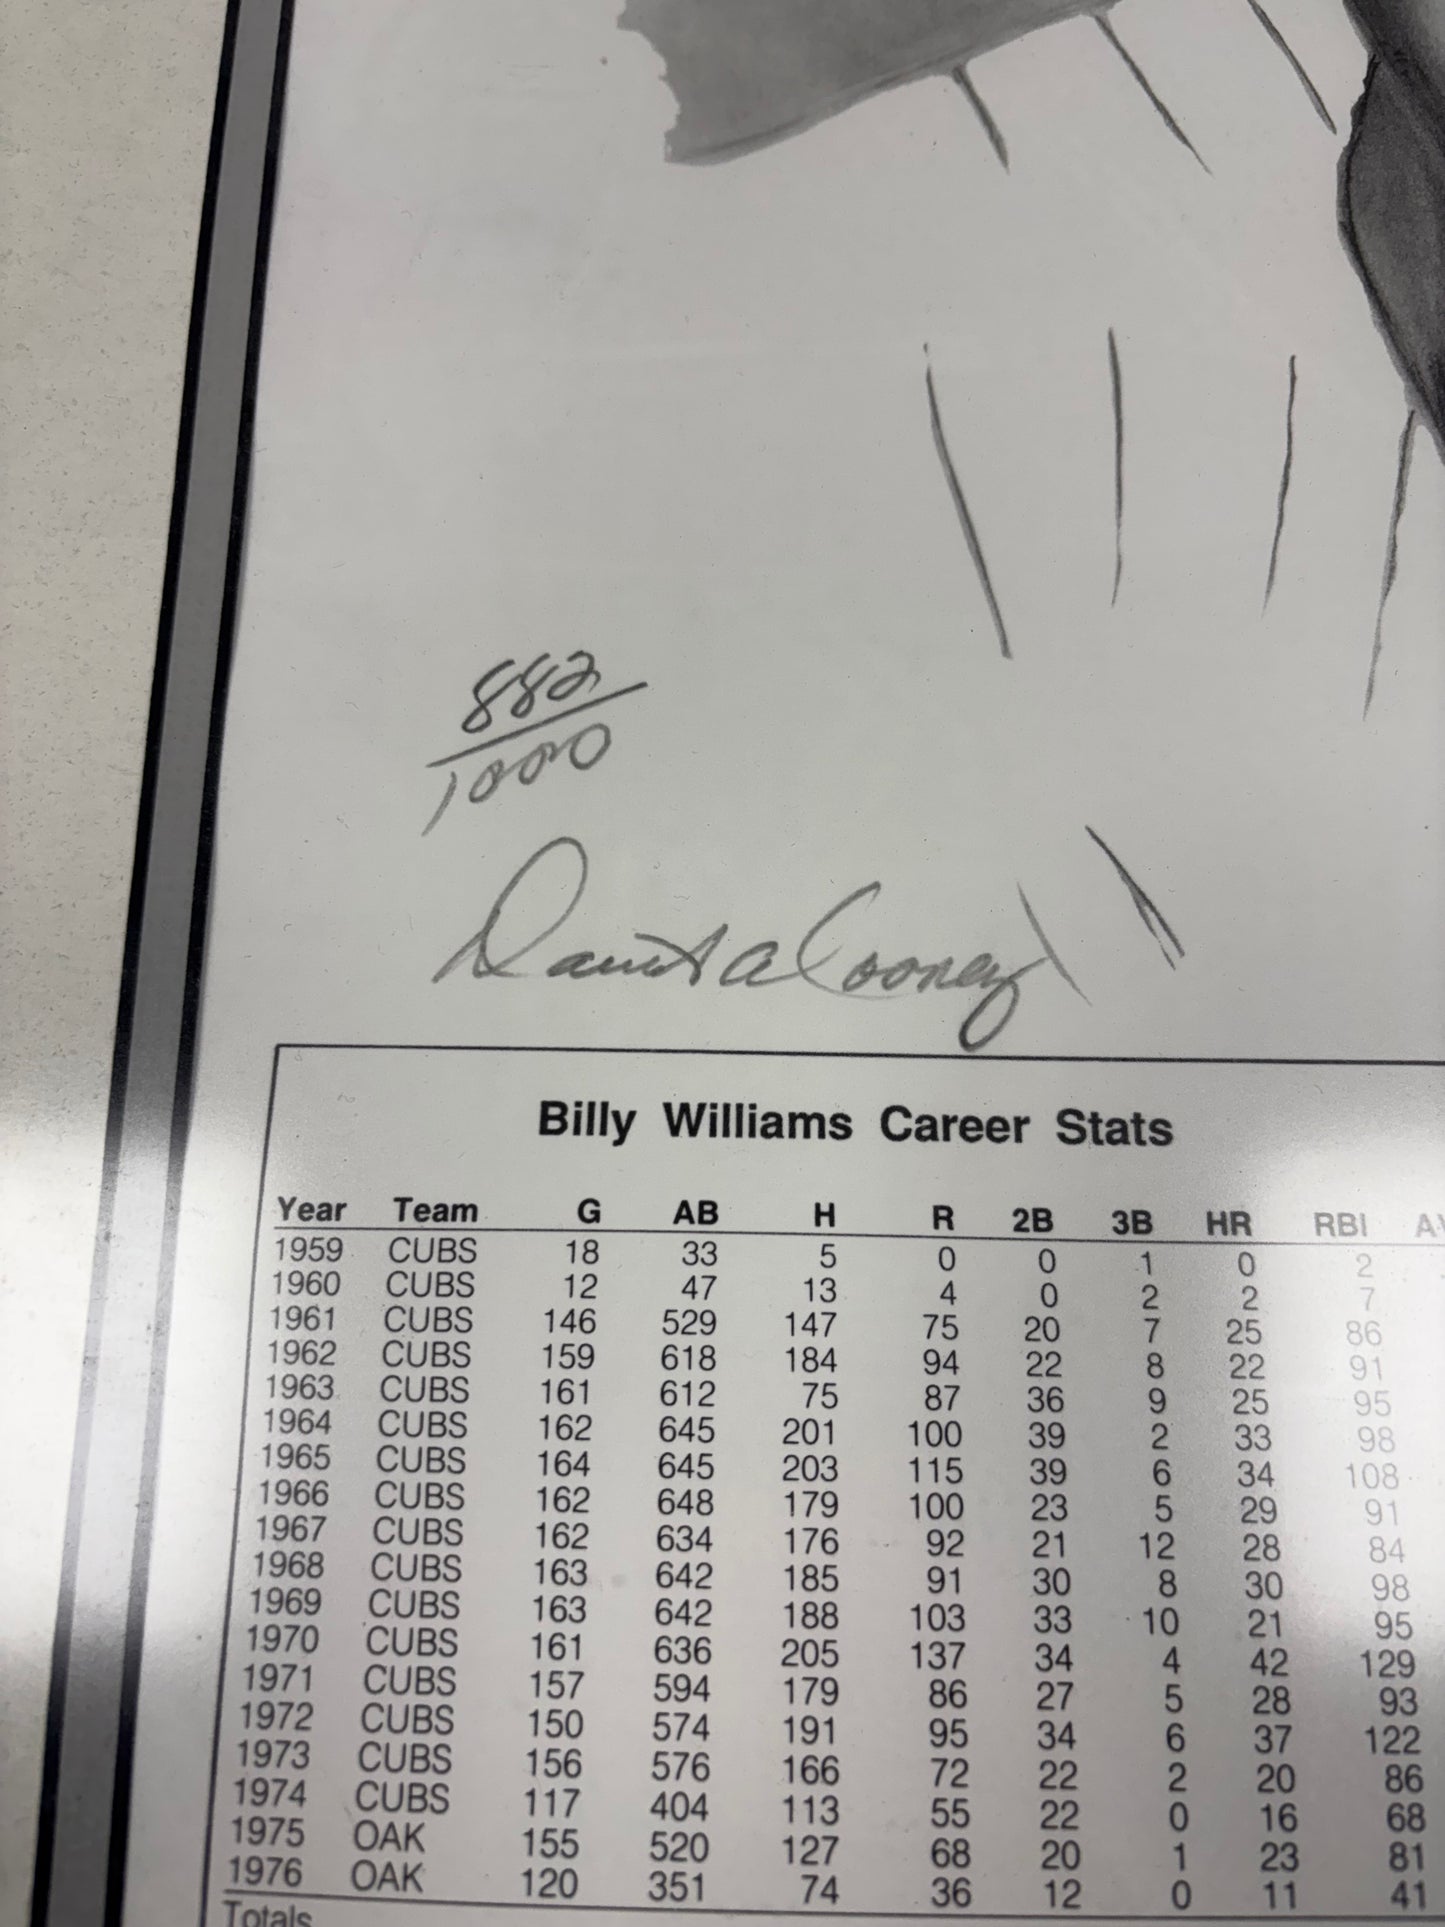 882
1000
David A Cooney
Billy Williams Career Stats
Year Team G AB H R 2B 3B HR RBI
1959 CUBS 18 33 5 0 0 1 0 2
1960 CUBS 12 47 13 4 0 2 2 7
1961 CUBS 146 529 147 75 20 7 25 86
1962 CUBS 159 618 184 94 22 8 22 91
1963 CUBS 161 612 75 87 36 9 25 95
1964 CUBS 162 645 201 100 39 2 33 98
1965 CUBS 164 645 203 115 39 6 34 108
1966 CUBS 162 648 179 100 23 5 29 91
1967 CUBS 162 634 176 92 21 12 28 84
1968 CUBS 163 642 185 91 30 8 30 98
1969 CUBS 163 642 188 103 33 10 21 95
1970 CUBS 161 636 205 137 34 4 42 129
1971 CUBS 157 594 179 86 27 5 28 93
1972 CUBS 150 574 191 95 34 6 37 122
1973 CUBS 156 576 166 72 22 2 20 86
1974 CUBS 117 404 113 55 22 0 16 68
1975 OAK 155 520 127 68 20 1 23 81
1976 OAK 120 351 74 36 12 0 11 41
Totals